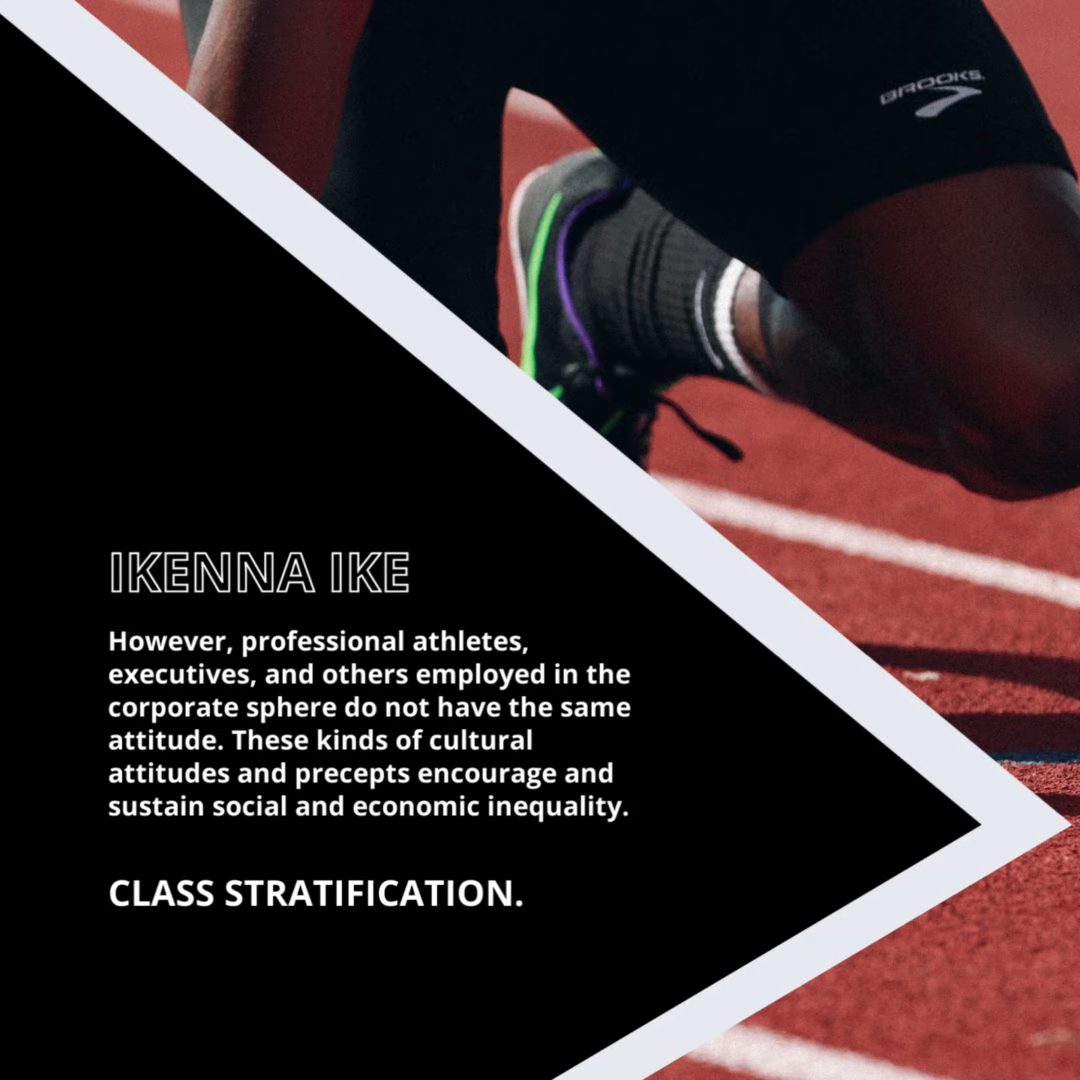 BROOKS.
IKENNA IKE
However, professional athletes,
executives, and others employed in the
corporate sphere do not have the same
attitude. These kinds of cultural
attitudes and precepts encourage and
sustain social and economic inequality.
CLASS STRATIFICATION.